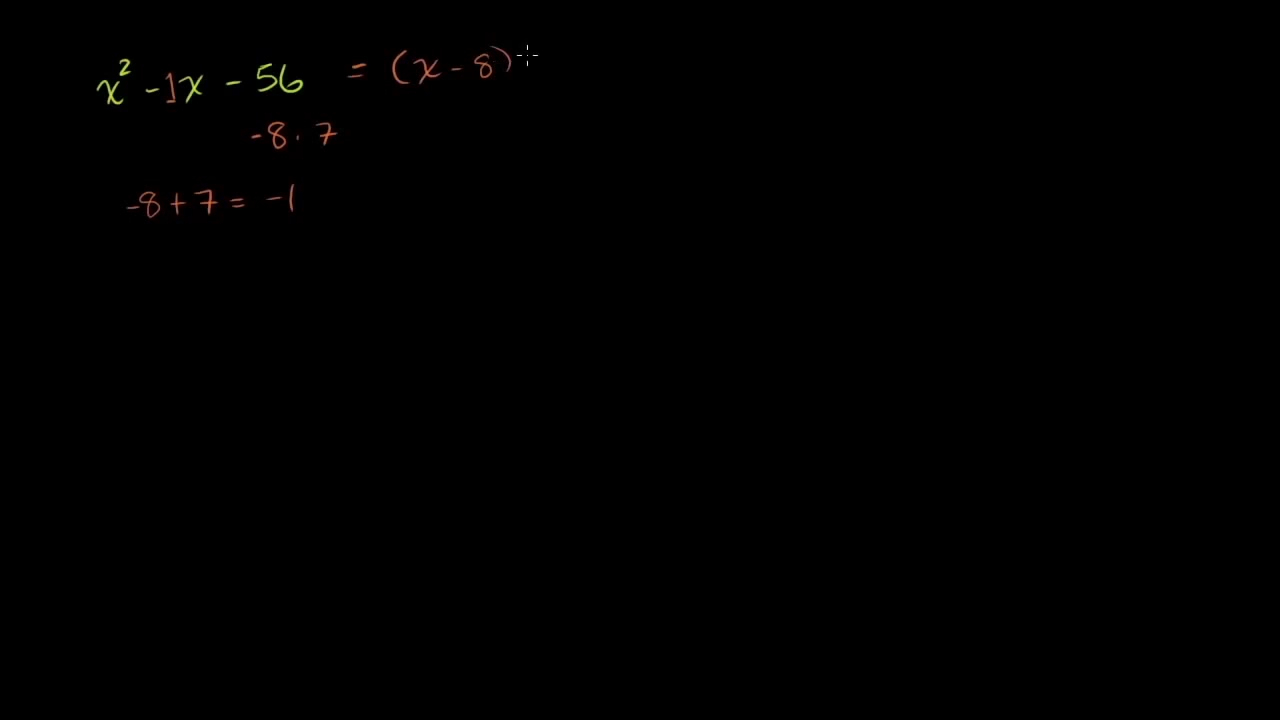 x² - 1x - 56 = (x - 8)
-8 · 7
-8 + 7 = -1